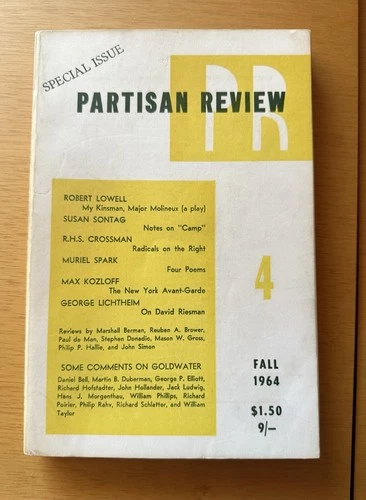 SPECIAL ISSUE
PR
PARTISAN REVIEW
ROBERT LOWELL
My Kinsman, Major Molineux (a play)
SUSAN SONTAG
Notes on "Camp"
R.H.S. CROSSMAN
Radicals on the Right
MURIEL SPARK
Four Poems
MAX KOZLOFF
The New York Avant-Garde
GEORGE LICHTHEIM
On David Riesman
Reviews by Marshall Berman, Reuben A. Brower,
Paul de Man, Stephen Donadio, Mason W. Gross,
Philip P. Hallie, and John Simon
SOME COMMENTS ON GOLDWATER
Daniel Bell, Martin B. Duberman, George P. Elliott,
Richard Hofstadter, John Hollander, Jack Ludwig,
Hans J. Morgenthau, William Phillips, Richard
Poirier, Philip Rahv, Richard Schlatter, and William
Taylor
4
FALL
1964
$1.50
9/–